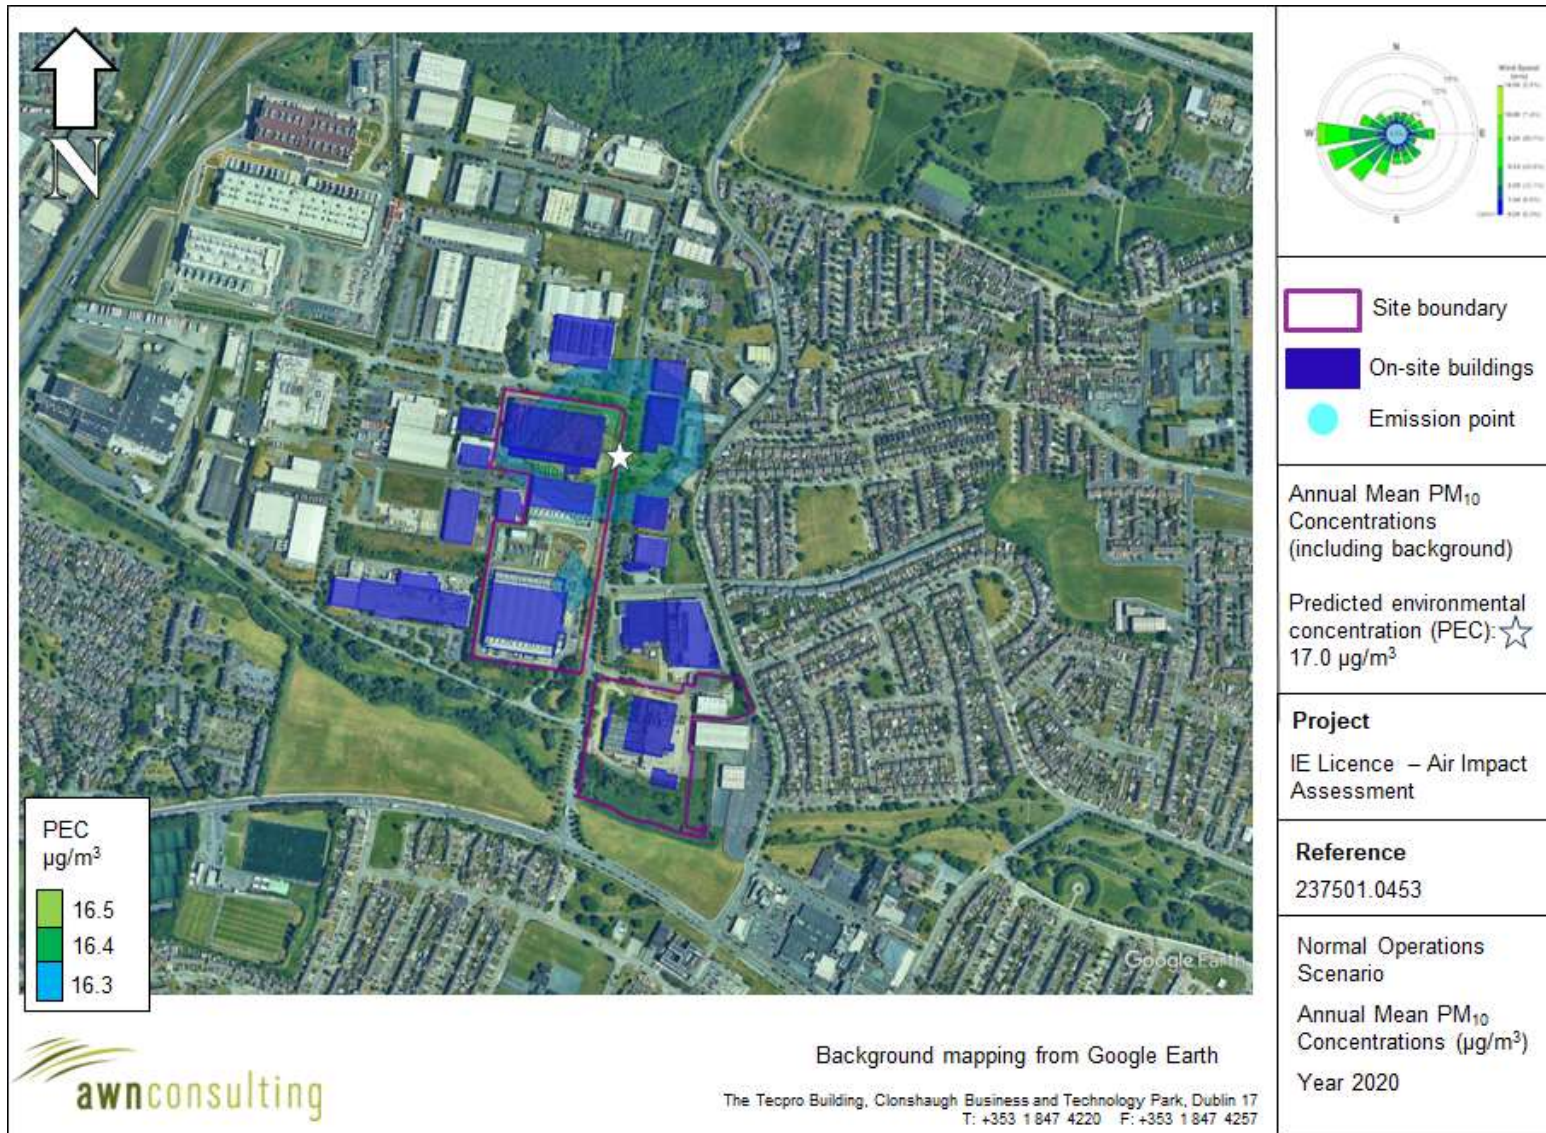 N
N
W
E
S
Site boundary
On-site buildings
Emission point
Annual Mean PM₁₀
Concentrations
(including background)
Predicted environmental
concentration (PEC):
17.0 µg/m³
Project
IE Licence – Air Impact
Assessment
Reference
237501.0453
Normal Operations
Scenario
Annual Mean PM₁₀
Concentrations (µg/m³)
Year 2020
PEC
µg/m³
16.5
16.4
16.3
Google Earth
awnconsulting
Background mapping from Google Earth
The Tecpro Building, Clonshaugh Business and Technology Park, Dublin 17
T: +353 1 847 4220 F: +353 1 847 4257